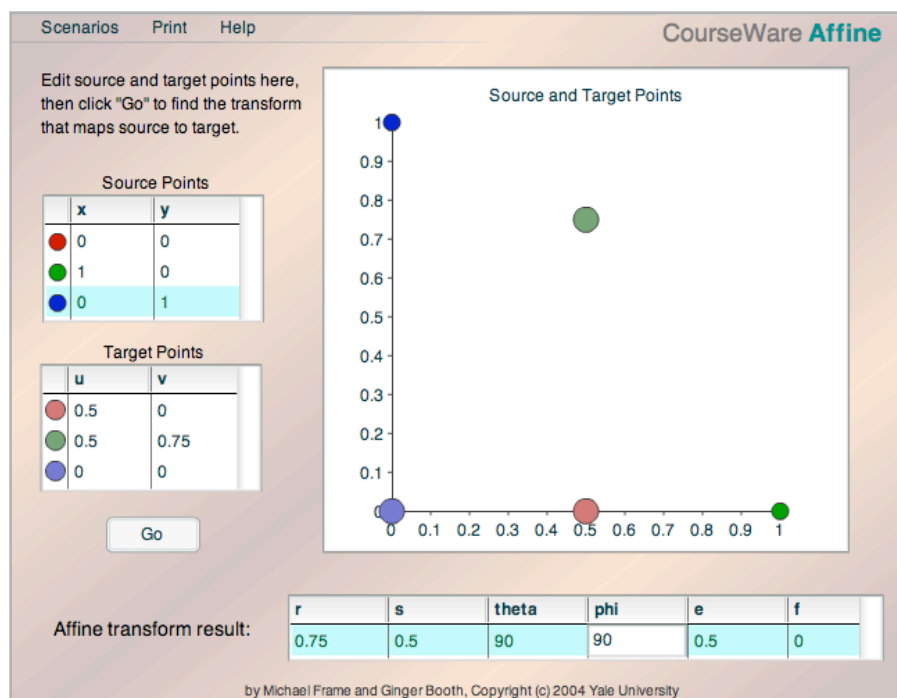 Scenarios Print Help
CourseWare Affine
Edit source and target points here,
then click "Go" to find the transform
that maps source to target.
Source Points
x y
0 0
1 0
0 1
Target Points
u v
0.5 0
0.5 0.75
0 0
Go
Source and Target Points
1
0.9
0.8
0.7
0.6
0.5
0.4
0.3
0.2
0.1
0
0 0.1 0.2 0.3 0.4 0.5 0.6 0.7 0.8 0.9 1
Affine transform result:
r s theta phi e f
0.75 0.5 90 90 0.5 0
by Michael Frame and Ginger Booth, Copyright (c) 2004 Yale University